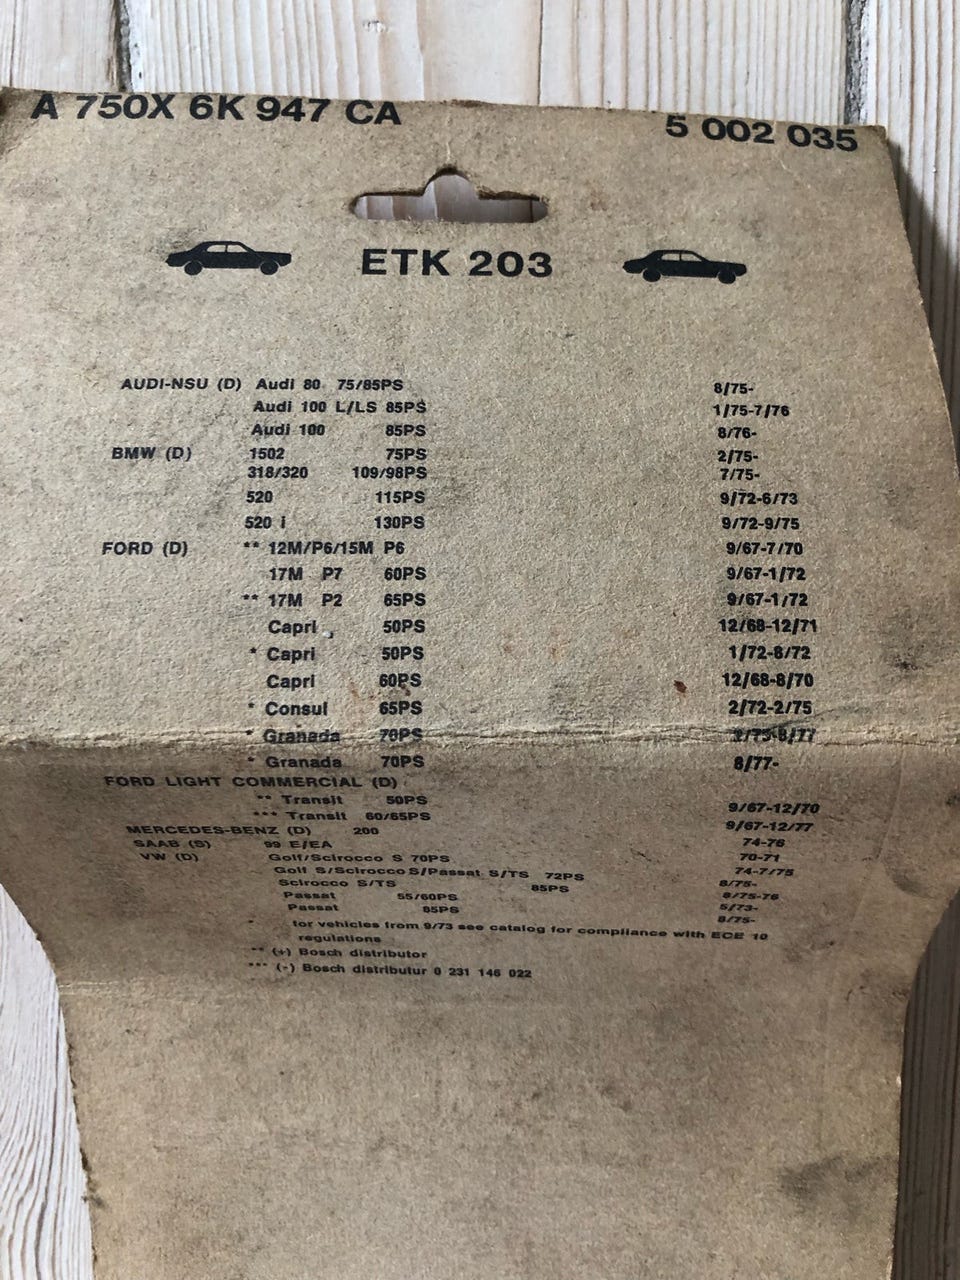 A 750X 6K 947 CA 5 002 035
ETK 203
AUDI-NSU (D) Audi 80 75/85PS 8/75-
Audi 100 L/LS 85PS 1/75-7/76
Audi 100 85PS 8/76-
BMW (D) 1502 75PS 2/75-
318/320 109/98PS 7/75-
520 115PS 9/72-6/73
520 i 130PS 9/72-9/75
FORD (D) ** 12M/P6/15M P6 9/67-7/70
17M P7 60PS 9/67-1/72
** 17M P2 65PS 9/67-1/72
Capri 50PS 12/68-12/71
* Capri 50PS 1/72-8/72
Capri 60PS 12/68-8/70
* Consul 65PS 2/72-2/75
* Granada 70PS 2/75-8/77
* Granada 70PS 8/77-
FORD LIGHT COMMERCIAL (D)
** Transit 50PS 9/67-12/70
*** Transit 60/65PS 9/67-12/77
MERCEDES-BENZ (D) 200 74-76
SAAB (S) 99 E/EA 70-71
VW (D) Golf/Scirocco S 70PS 74-7/75
Golf S/Scirocco S/Passat S/TS 72PS 8/75-
Scirocco S/TS 85PS 8/75-76
Passat 55/60PS 5/73-
Passat 85PS 8/75-
* for vehicles from 9/73 see catalog for compliance with ECE 10
regulations
** (+) Bosch distributor
*** (-) Bosch distributur 0 231 146 022